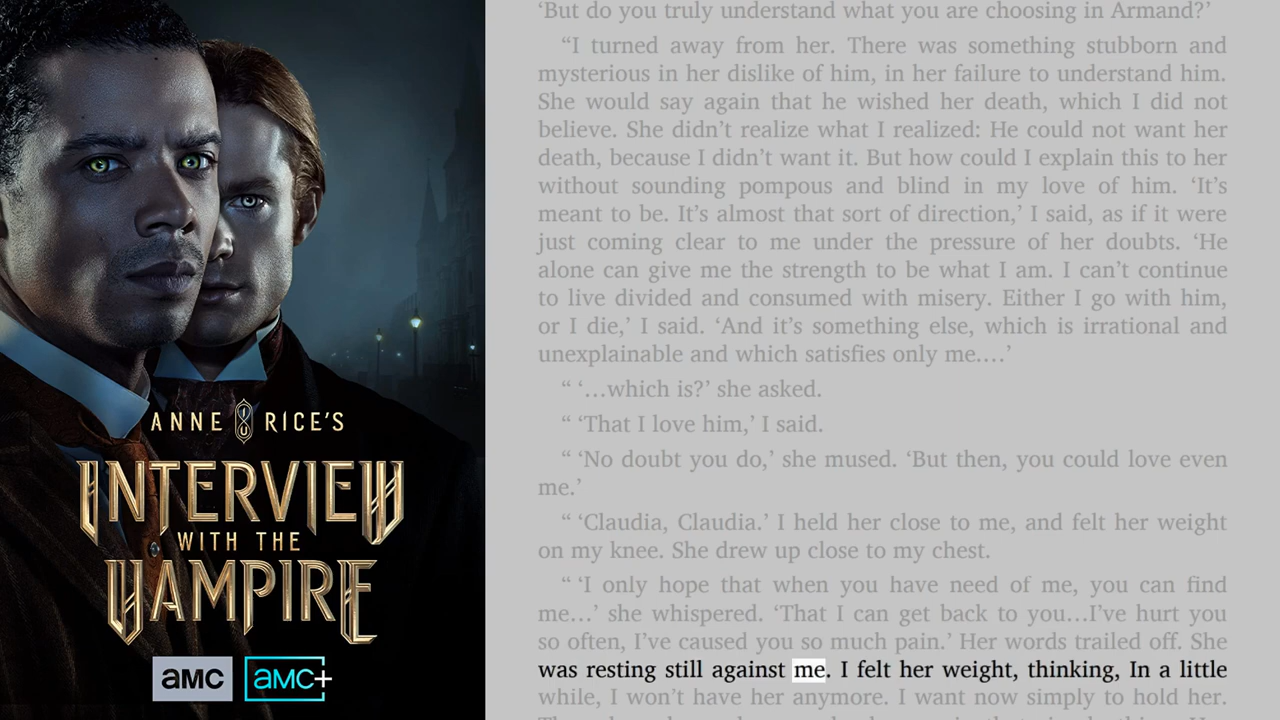 ANNE RICE'S
INTERVIEW
WITH THE
VAMPIRE
aMC
aMC+
‘But do you truly understand what you are choosing in Armand?’
“I turned away from her. There was something stubborn and
mysterious in her dislike of him, in her failure to understand him.
She would say again that he wished her death, which I did not
believe. She didn’t realize what I realized: He could not want her
death, because I didn’t want it. But how could I explain this to her
without sounding pompous and blind in my love of him. ‘It’s
meant to be. It’s almost that sort of direction,’ I said, as if it were
just coming clear to me under the pressure of her doubts. ‘He
alone can give me the strength to be what I am. I can’t continue
to live divided and consumed with misery. Either I go with him,
or I die,’ I said. ‘And it’s something else, which is irrational and
unexplainable and which satisfies only me.…’
“ ‘…which is?’ she asked.
“ ‘That I love him,’ I said.
“ ‘No doubt you do,’ she mused. ‘But then, you could love even
me.’
“ ‘Claudia, Claudia.’ I held her close to me, and felt her weight
on my knee. She drew up close to my chest.
“ ‘I only hope that when you have need of me, you can find
me…’ she whispered. ‘That I can get back to you…I’ve hurt you
so often, I’ve caused you so much pain.’ Her words trailed off. She
was resting still against me. I felt her weight, thinking, In a little
while, I won’t have her anymore. I want now simply to hold her.